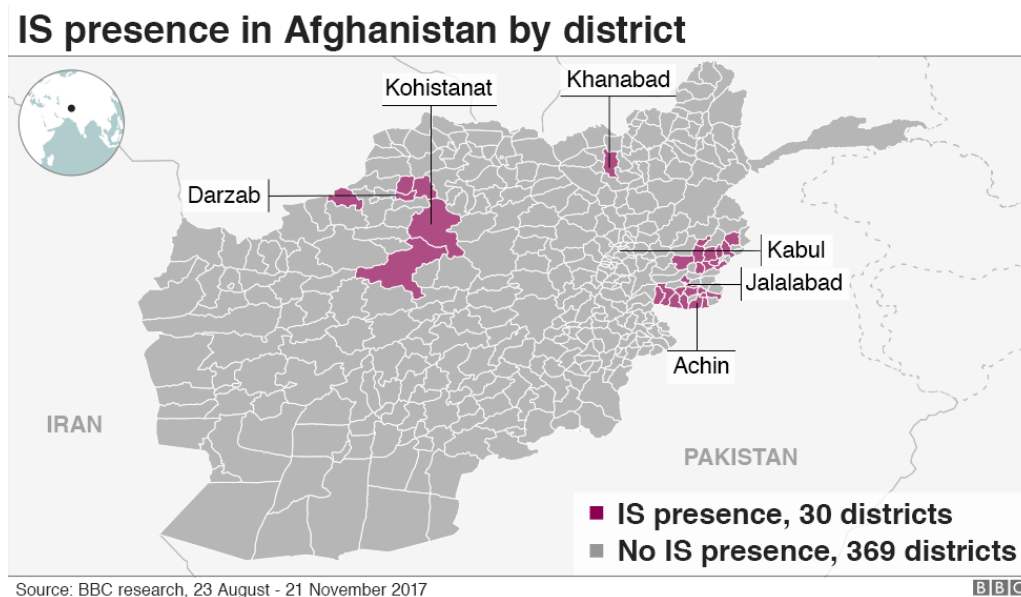 IS presence in Afghanistan by district
Kohistanat
Khanabad
Darzab
Kabul
Jalalabad
Achin
IRAN
PAKISTAN
IS presence, 30 districts
No IS presence, 369 districts
Source: BBC research, 23 August - 21 November 2017
BBC